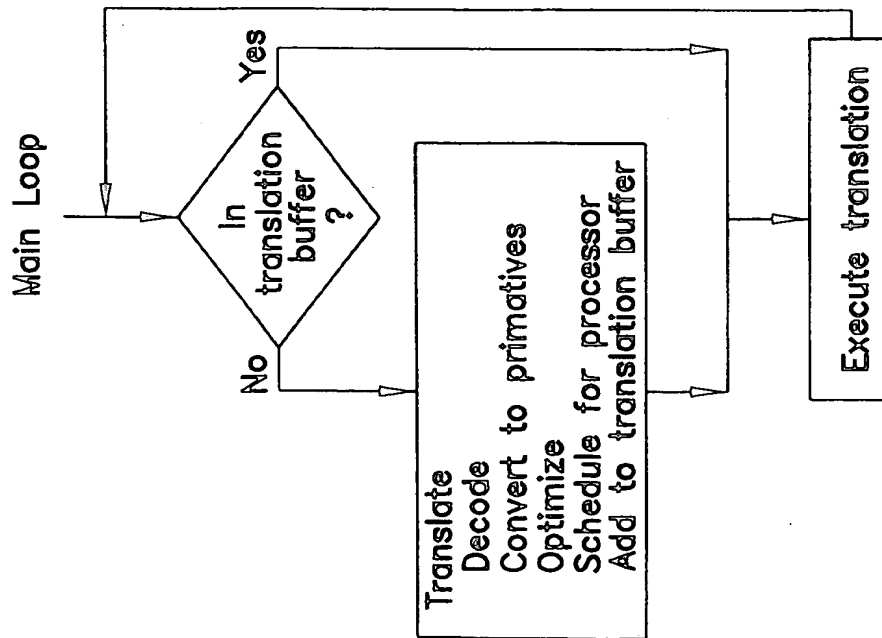 Main Loop
In
translation
buffer
?
No
Yes
Translate
Decode
Convert to primatives
Optimize
Schedule for processor
Add to translation buffer
Execute translation